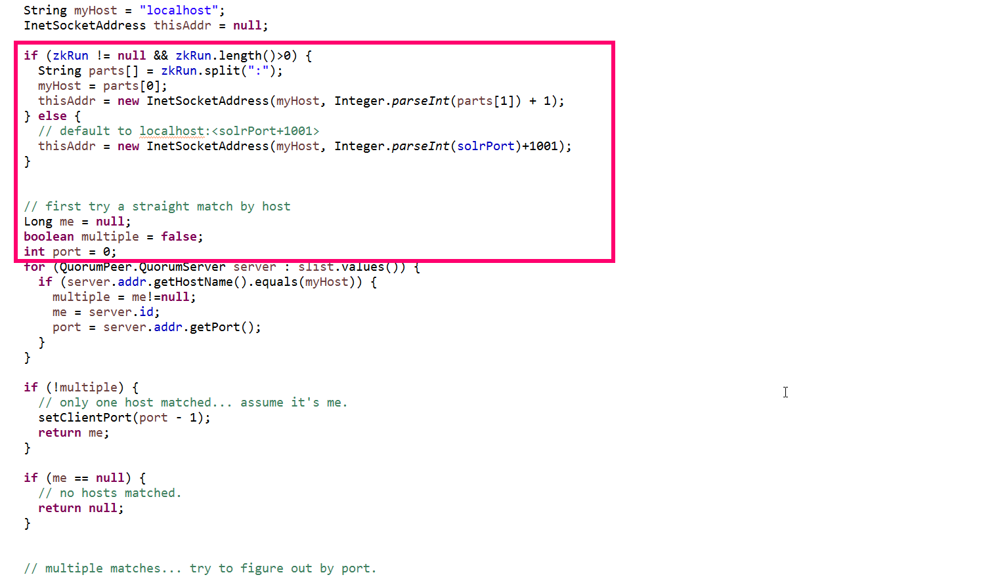 String myHost = "localhost";
InetSocketAddress thisAddr = null;
if (zkRun != null && zkRun.length()>0) {
String parts[] = zkRun.split(":");
myHost = parts[0];
thisAddr = new InetSocketAddress(myHost, Integer.parseInt(parts[1]) + 1);
} else {
// default to localhost:<solrPort+1001>
thisAddr = new InetSocketAddress(myHost, Integer.parseInt(solrPort)+1001);
}
// first try a straight match by host
Long me = null;
boolean multiple = false;
int port = 0;
for (QuorumPeer.QuorumServer server : slist.values()) {
if (server.addr.getHostName().equals(myHost)) {
multiple = me!=null;
me = server.id;
port = server.addr.getPort();
}
}
if (!multiple) {
// only one host matched... assume it's me.
setClientPort(port - 1);
return me;
}
if (me == null) {
// no hosts matched.
return null;
}
// multiple matches... try to figure out by port.